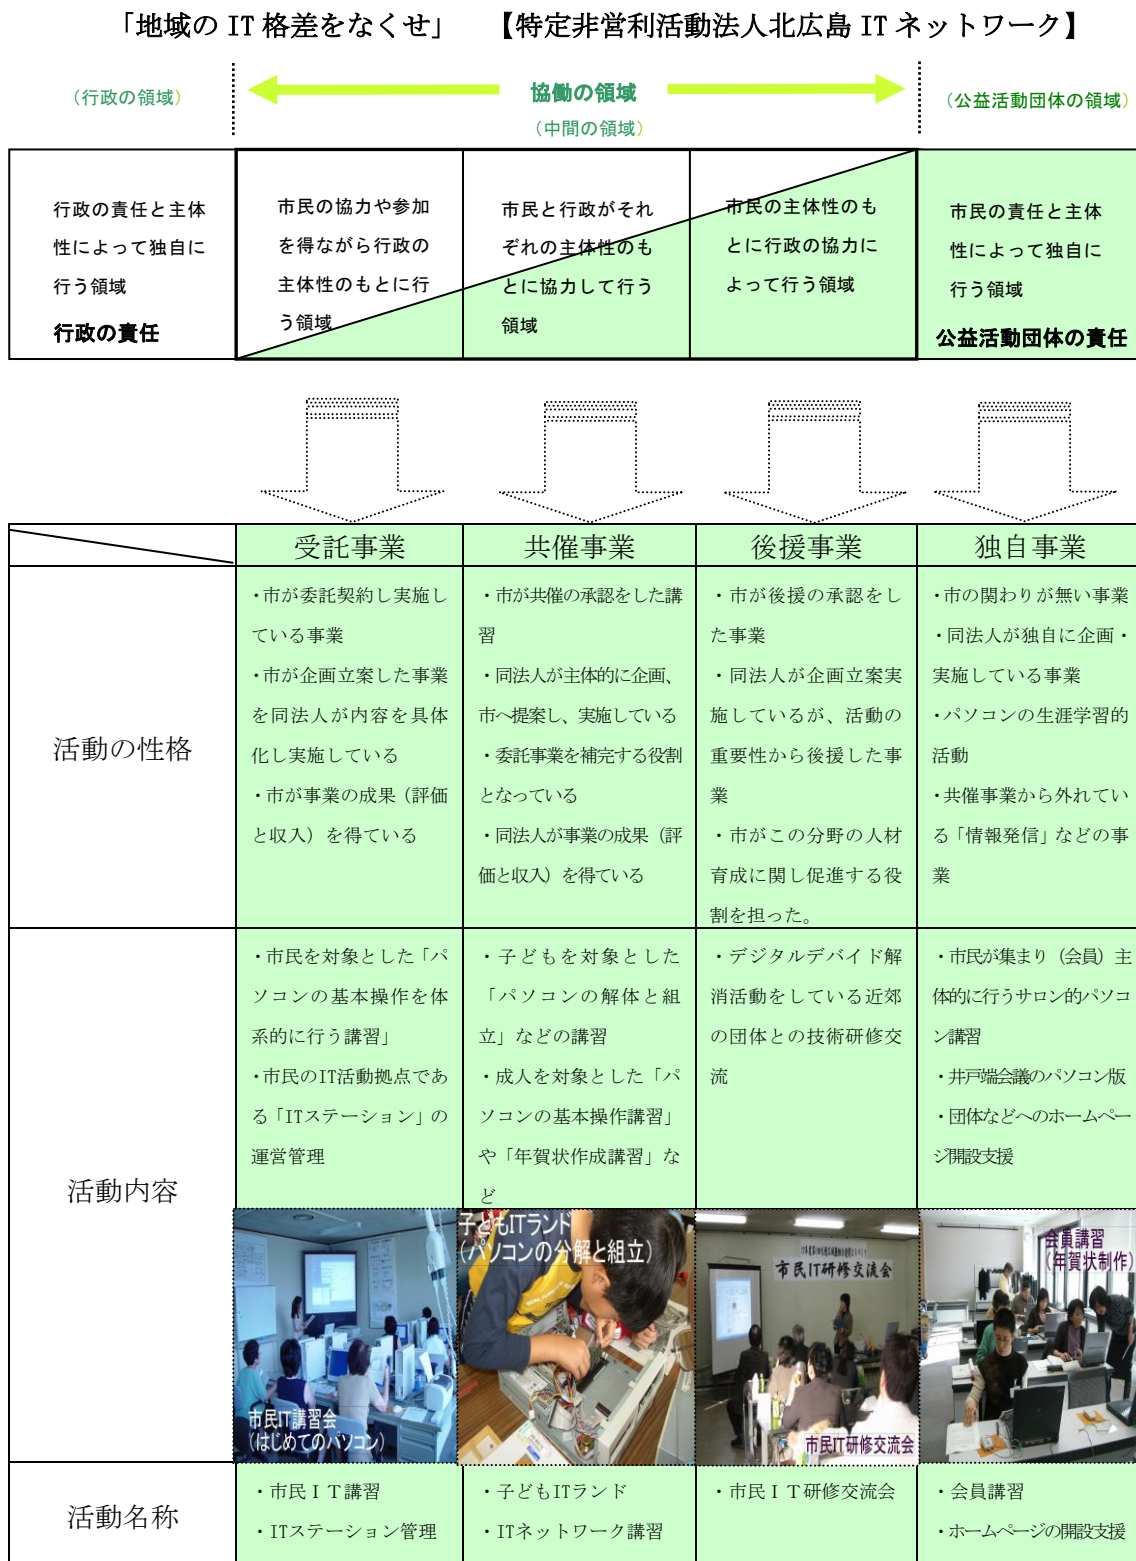 「地域の IT 格差をなくせ」　【特定非営利活動法人北広島 IT ネットワーク】
（行政の領域）
協働の領域
（中間の領域）
（公益活動団体の領域）
行政の責任と主体
性によって独自に
行う領域
行政の責任
市民の協力や参加
を得ながら行政の
主体性のもとに行
う領域
市民と行政がそれ
ぞれの主体性のも
とに協力して行う
領域
市民の主体性のも
とに行政の協力に
よって行う領域
市民の責任と主体
性によって独自に
行う領域
公益活動団体の責任
受託事業
共催事業
後援事業
独自事業
活動の性格
・市が委託契約し実施し
ている事業
・市が企画立案した事業
を同法人が内容を具体
化し実施している
・市が事業の成果（評価
と収入）を得ている
・市が共催の承認をした講
習
・同法人が主体的に企画、
市へ提案し、実施している
・委託事業を補完する役割
となっている
・同法人が事業の成果（評
価と収入）を得ている
・市が後援の承認をし
た事業
・同法人が企画立案実
施しているが、活動の
重要性から後援した事
業
・市がこの分野の人材
育成に関し促進する役
割を担った。
・市の関わりが無い事業
・同法人が独自に企画・
実施している事業
・パソコンの生涯学習的
活動
・共催事業から外れてい
る「情報発信」などの事
業
活動内容
・市民を対象とした「パ
ソコンの基本操作を体
系的に行う講習」
・市民のIT活動拠点であ
る「ITステーション」の
運営管理
・子どもを対象とした
「パソコンの解体と組
立」などの講習
・成人を対象とした「パ
ソコンの基本操作講習」
や「年賀状作成講習」な
ど
・デジタルデバイド解
消活動をしている近郊
の団体との技術研修交
流
・市民が集まり（会員）主
体的に行うサロン的パソコ
ン講習
・井戸端会議のパソコン版
・団体などへのホームペー
ジ開設支援
市民IT講習会
（はじめてのパソコン）
子どもITランド
（パソコンの分解と組立）
市民IT研修交流会
市民IT研修交流会
会員講習
（年賀状制作）
活動名称
・市民ＩＴ講習
・ITステーション管理
・子どもITランド
・ITネットワーク講習
・市民ＩＴ研修交流会
・会員講習
・ホームページの開設支援